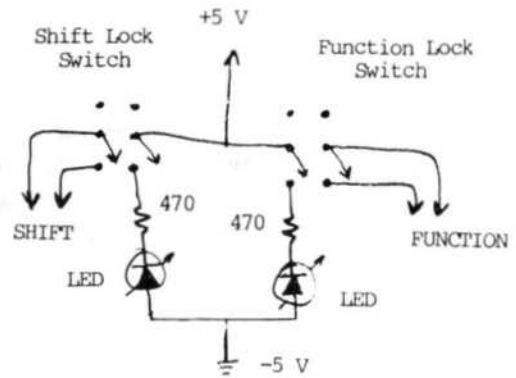 +5 V
Shift Lock
Switch
Function Lock
Switch
470
470
SHIFT
FUNCTION
LED
LED
-5 V